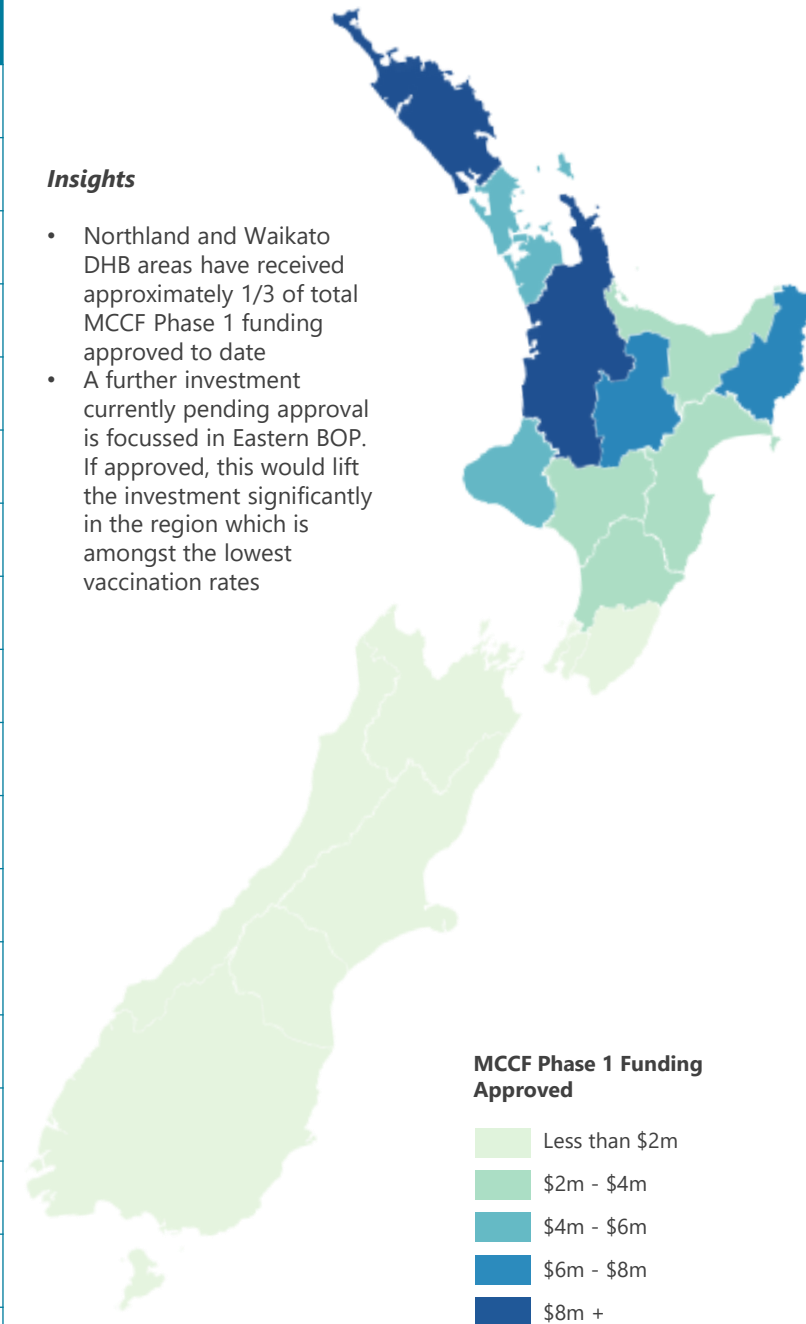 Insights
• Northland and Waikato
DHB areas have received
approximately 1/3 of total
MCCF Phase 1 funding
approved to date
• A further investment
currently pending approval
is focussed in Eastern BOP.
If approved, this would lift
the investment significantly
in the region which is
amongst the lowest
vaccination rates
MCCF Phase 1 Funding
Approved
Less than $2m
$2m - $4m
$4m - $6m
$6m - $8m
$8m +